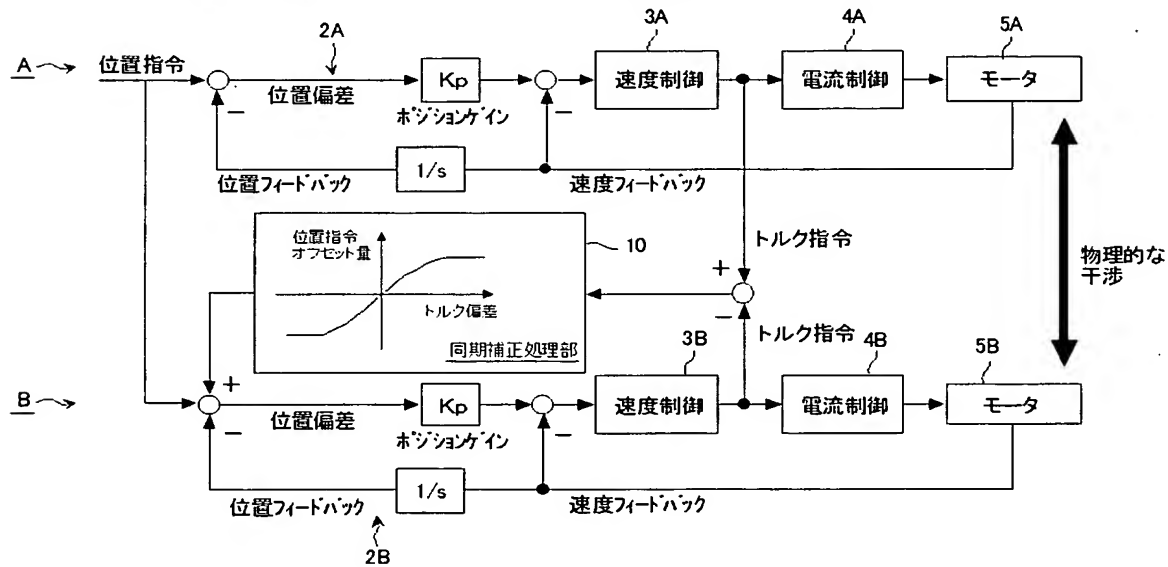 2A
3A
4A
5A
A
位置指令
位置偏差
Kp
ポジションゲイン
速度制御
電流制御
モータ
−
−
位置フィードバック
1/s
速度フィードバック
位置指令
オフセット量
トルク偏差
同期補正処理部
10
トルク指令
+
−
トルク指令
物理的な
干渉
3B
4B
5B
B
+
−
位置偏差
Kp
ポジションゲイン
−
速度制御
電流制御
モータ
位置フィードバック
1/s
速度フィードバック
2B